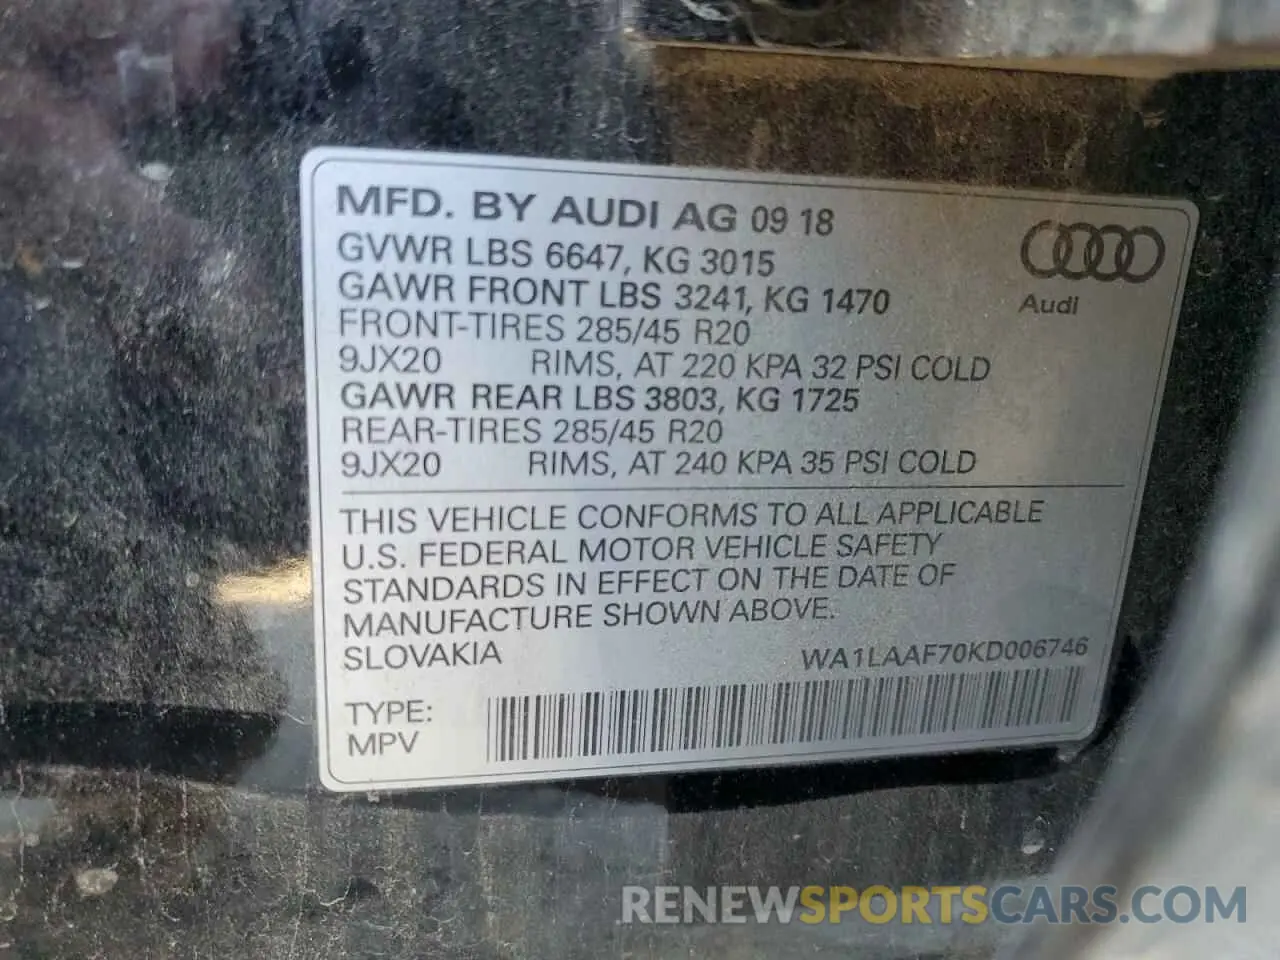 MFD. BY AUDI AG 09 18
GVWR LBS 6647, KG 3015
GAWR FRONT LBS 3241, KG 1470
FRONT-TIRES 285/45 R20
9JX20 RIMS, AT 220 KPA 32 PSI COLD
GAWR REAR LBS 3803, KG 1725
REAR-TIRES 285/45 R20
9JX20 RIMS, AT 240 KPA 35 PSI COLD
Audi
THIS VEHICLE CONFORMS TO ALL APPLICABLE
U.S. FEDERAL MOTOR VEHICLE SAFETY
STANDARDS IN EFFECT ON THE DATE OF
MANUFACTURE SHOWN ABOVE.
SLOVAKIA WA1LAAF70KD006746
TYPE:
MPV
RENEWSPORTSCARS.COM